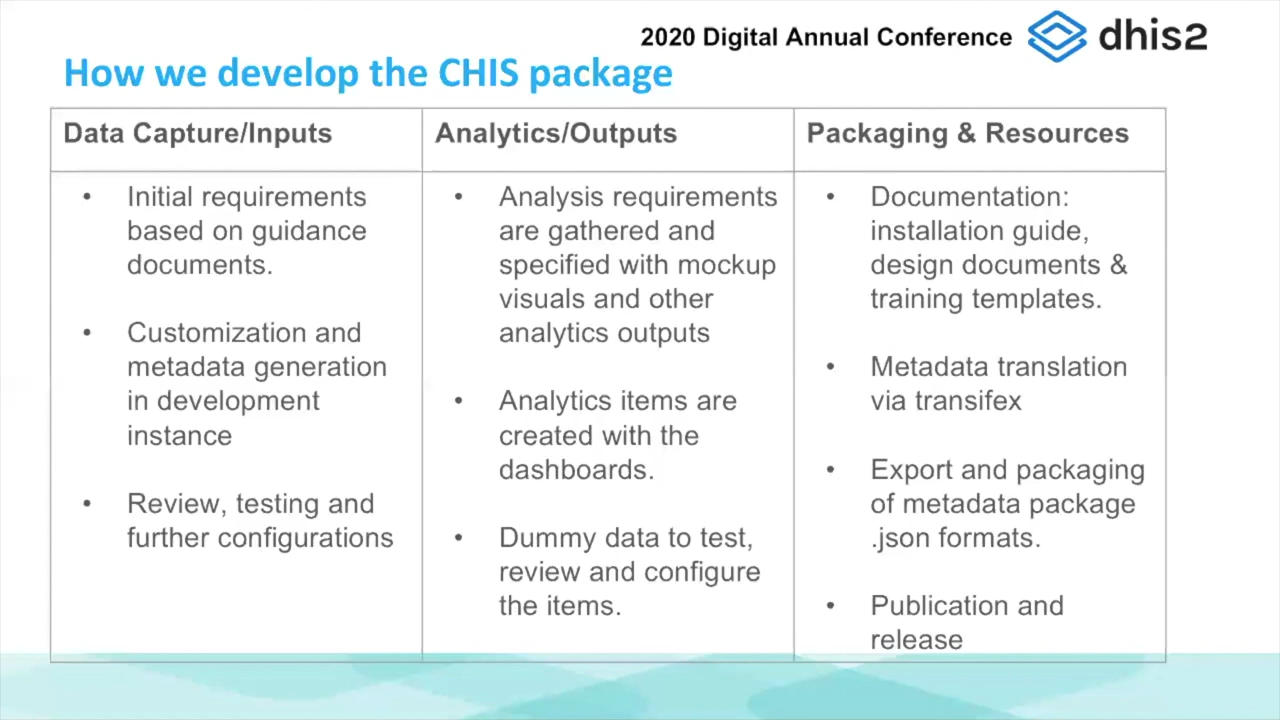 2020 Digital Annual Conference dhis2
How we develop the CHIS package
Data Capture/Inputs
• Initial requirements
based on guidance
documents.
• Customization and
metadata generation
in development
instance
• Review, testing and
further configurations
Analytics/Outputs
• Analysis requirements
are gathered and
specified with mockup
visuals and other
analytics outputs
• Analytics items are
created with the
dashboards.
• Dummy data to test,
review and configure
the items.
Packaging & Resources
• Documentation:
installation guide,
design documents &
training templates.
• Metadata translation
via transifex
• Export and packaging
of metadata package
.json formats.
• Publication and
release